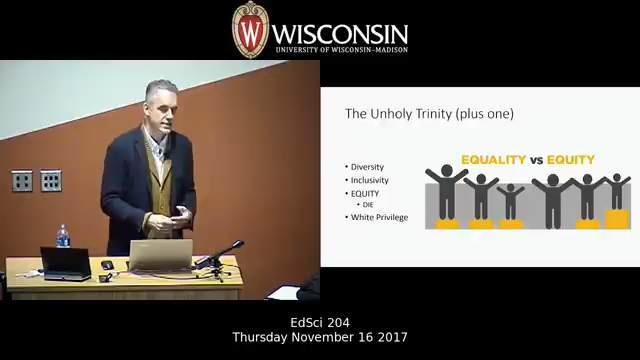 WISCONSIN
UNIVERSITY OF WISCONSIN–MADISON
The Unholy Trinity (plus one)
• Diversity
• Inclusivity
• EQUITY
• DIE
• White Privilege
EQUALITY vs EQUITY
EdSci 204
Thursday November 16 2017